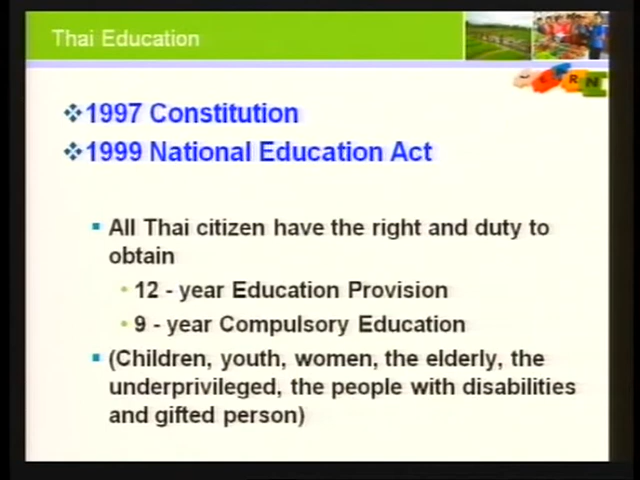 Thai Education
❖1997 Constitution
❖1999 National Education Act
▪ All Thai citizen have the right and duty to
obtain
• 12 - year Education Provision
• 9 - year Compulsory Education
▪ (Children, youth, women, the elderly, the
underprivileged, the people with disabilities
and gifted person)